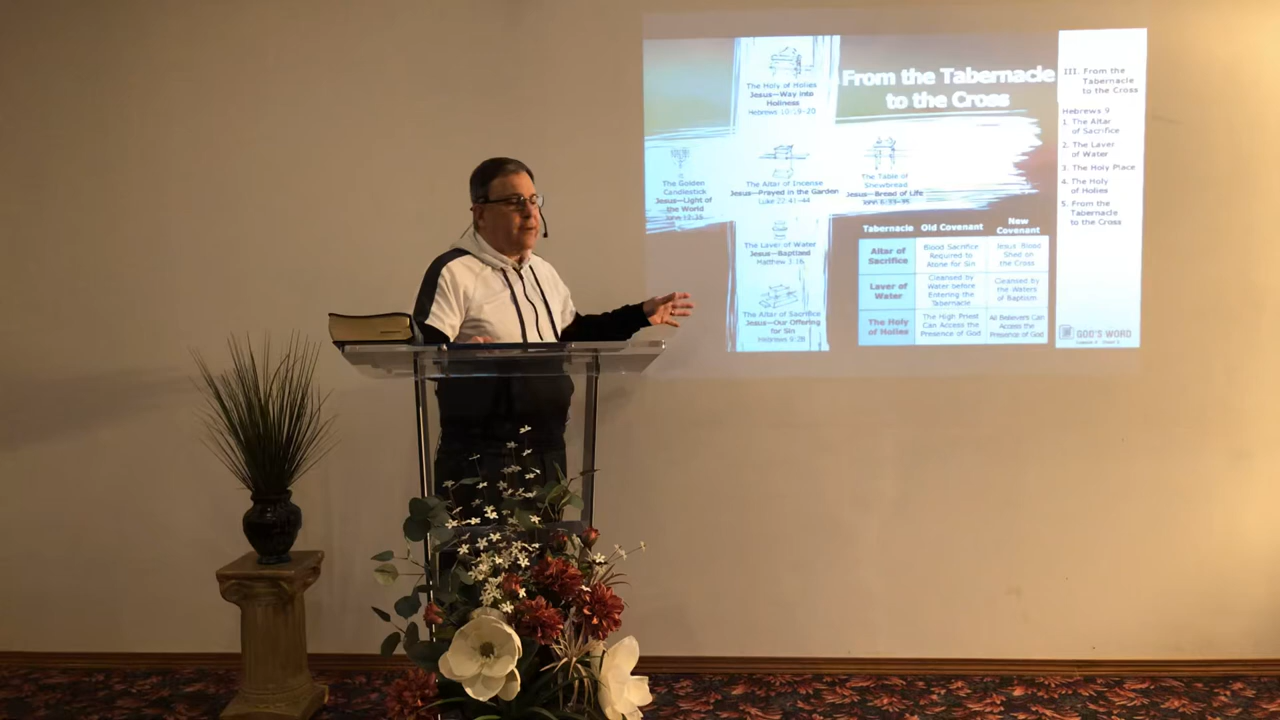 The Holy of Holies
Jesus—Way into
Holiness
Hebrews 10:19-20
From the Tabernacle
to the Cross
The Golden
Candlestick
Jesus—Light of
the World
The Altar of Incense
Jesus—Prayed in the Garden
Luke 22:41-44
The Table of
Shewbread
Jesus—Bread of Life
The Laver of Water
Jesus—Baptized
Matthew 3:16
The Altar of Sacrifice
Jesus—Our Offering
for Sin
Hebrews 9:28
Tabernacle Old Covenant New
Covenant
Altar of
Sacrifice
Blood Sacrifice
Required to
Atone for Sin
Jesus' Blood
Shed on
the Cross
Laver of
Water
Cleansed by
Water before
Entering the
Tabernacle
Cleansed by
the Waters
of Baptism
The Holy
of Holies
The High Priest
Can Access the
Presence of God
All Believers Can
Access the
Presence of God
III. From the
Tabernacle
to the Cross
Hebrews 9
1. The Altar
of Sacrifice
2. The Laver
of Water
3. The Holy Place
4. The Holy
of Holies
5. From the
Tabernacle
to the Cross
GOD'S WORD